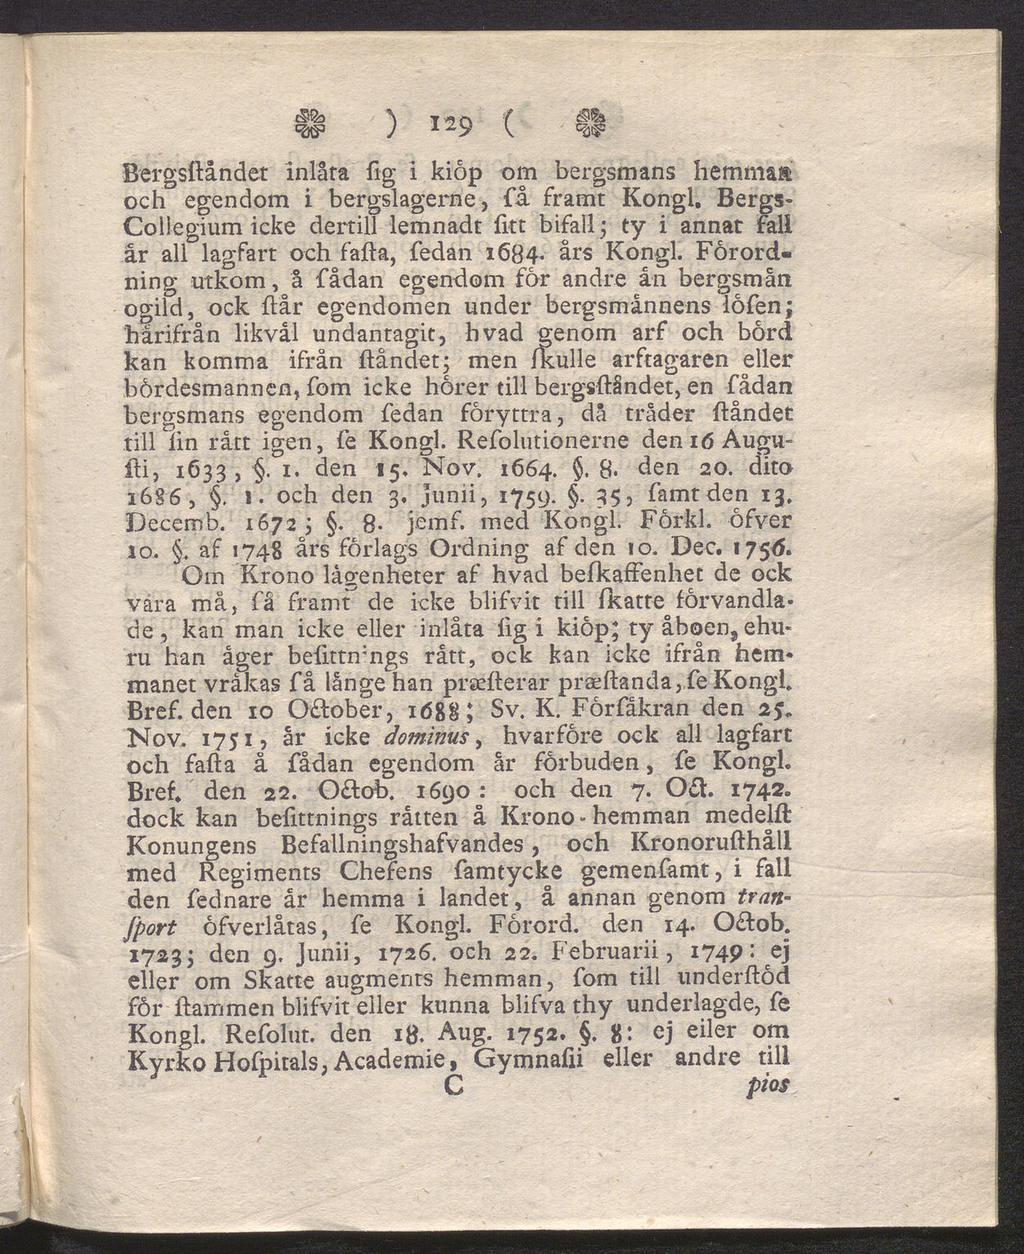 ) 129 (
Bergsſtåndet inlåta ſig i kiöp om bergsmans hemman
och egendom i bergslagerne, ſå framt Kongl. Bergs-
Collegium icke dertill lemnadt ſitt bifall; ty i annat fall
år all lagfart och faſta, ſedan 1684. års Kongl. Förord-
ning utkom, å ſådan egendom för andre ån bergsmån
ogild, ock ſtår egendomen under bergsmånnens löſen;
hårifrån likvål undantagit, hvad genom arf och börd
kan komma ifrån ſtåndet; men ſkulle arftagaren eller
bördesmannen, ſom icke hörer till bergsſtåndet, en ſådan
bergsmans egendom ſedan föryttra, då tråder ſtåndet
till ſin rått igen, ſe Kongl. Reſolutionerne den 16 Augu-
ſti, 1633, §. 1. den 15. Nov. 1664. §. 8. den 20. dito
1686, §. 1. och den 3. Junii, 1759. §. 35, ſamt den 13.
Decemb. 1672; §. 8. jemf. med Kongl. Förkl. öfver
10. §. af 1748 års förlags Ordning af den 10. Dec. 1756.
Om Krono lågenheter af hvad beſkaffenhet de ock
vara må, ſå framt de icke blifvit till ſkatte förvandla-
de, kan man icke eller inlåta ſig i kiöp; ty åboen, ehu-
ru han åger beſittnings rått, ock kan icke ifrån hem-
manet vråkas ſå långe han præſterar præſtanda, ſe Kongl.
Bref. den 10 October, 1688; Sv. K. Förſåkran den 25.
Nov. 1751, år icke dominus, hvarföre ock all lagfart
och faſta å ſådan egendom år förbuden, ſe Kongl.
Bref. den 22. Octob. 1690: och den 7. Oct. 1742.
dock kan beſittnings råtten å Krono-hemman medelſt
Konungens Befallningshafvandes, och Kronoruſthåll
med Regiments Chefens ſamtycke gemenſamt, i fall
den ſednare år hemma i landet, å annan genom tran-
ſport öfverlåtas, ſe Kongl. Förord. den 14. Octob.
1723; den 9. Junii, 1726. och 22. Februarii, 1749: ej
eller om Skatte augments hemman, ſom till underſtöd
för ſtammen blifvit eller kunna blifva thy underlagde, ſe
Kongl. Reſolut. den 18. Aug. 1752. §. 8: ej eiler om
Kyrko Hoſpitals, Academie, Gymnaſii eller andre till
C pios